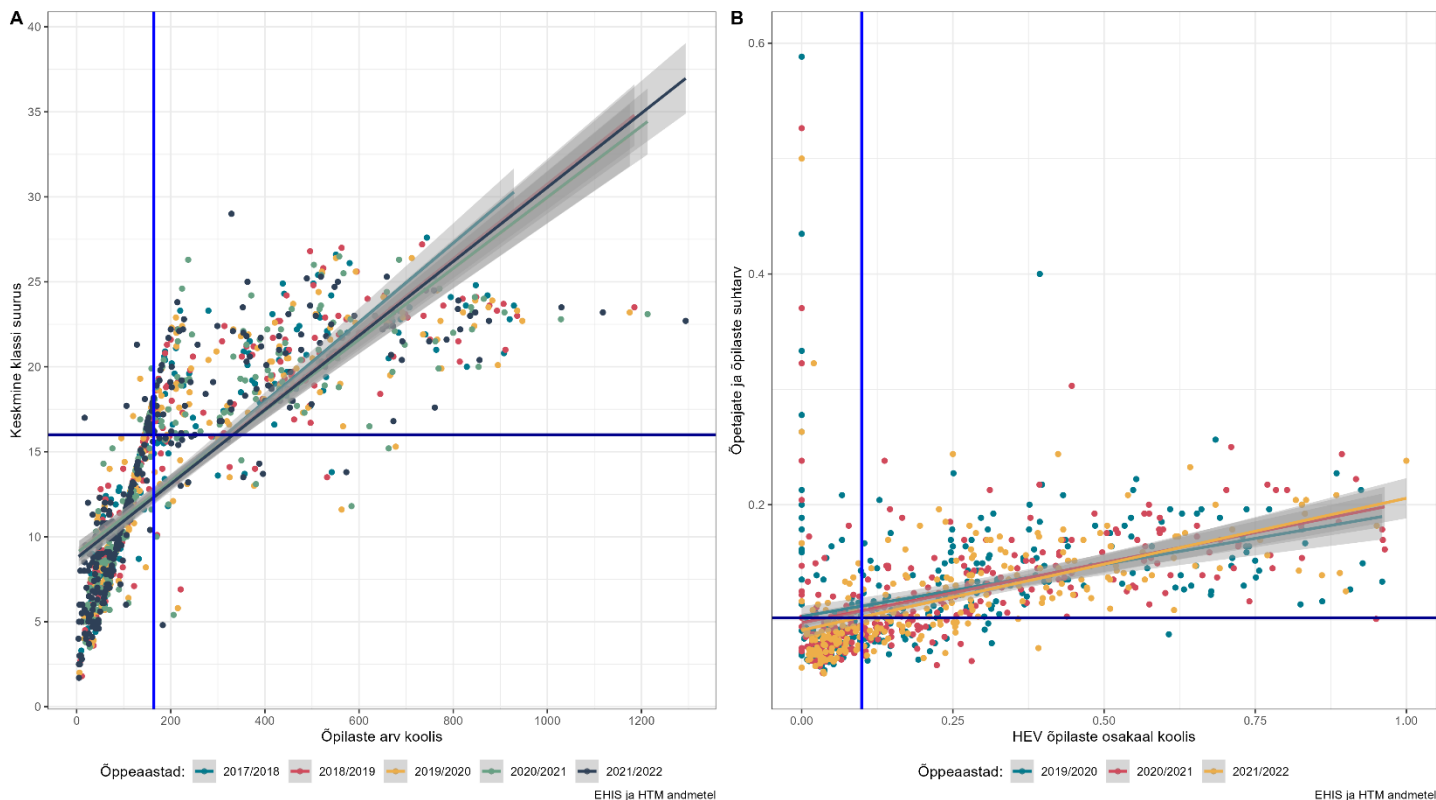 A
Keskmine klassi suurus
40
35
30
25
20
15
10
5
0
0 200 400 600 800 1000 1200
Õpilaste arv koolis
Õppeaastad: 2017/2018 2018/2019 2019/2020 2020/2021 2021/2022
EHIS ja HTM andmetel
B
Õpetajate ja õpilaste suhtarv
0.6
0.4
0.2
0.00 0.25 0.50 0.75 1.00
HEV õpilaste osakaal koolis
Õppeaastad: 2019/2020 2020/2021 2021/2022
EHIS ja HTM andmetel